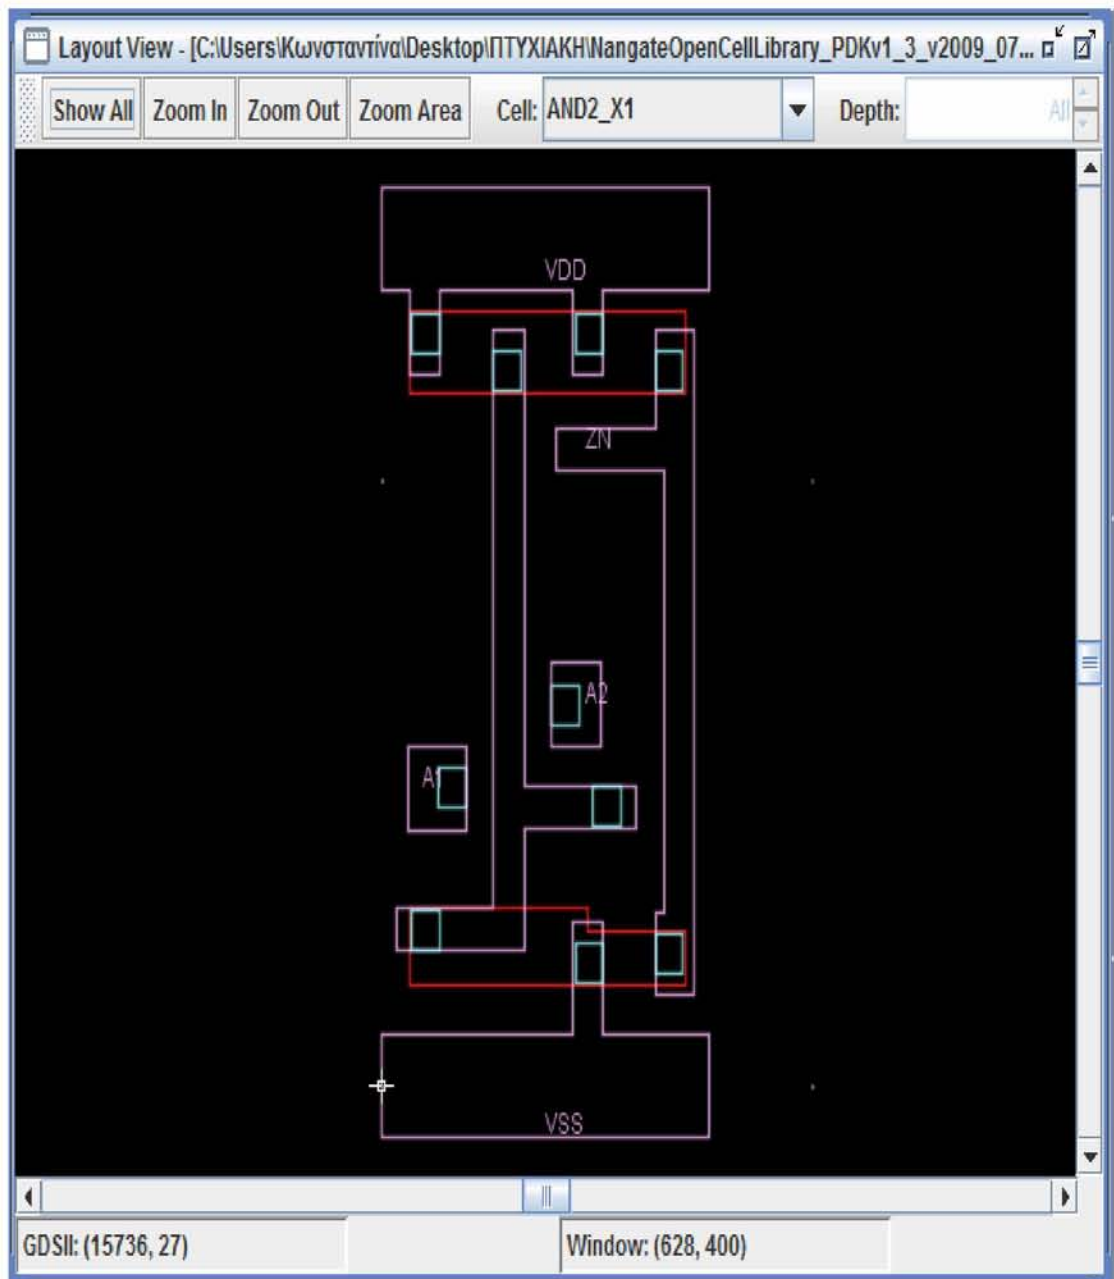 Layout View - [C:\Users\Κωνσταντίνα\Desktop\ΠΤΥΧΙΑΚΗ\NangateOpenCellLibrary_PDKv1_3_v2009_07...
Show All Zoom In Zoom Out Zoom Area Cell: AND2_X1 Depth: All
VDD
ZN
A2
A1
VSS
GDSII: (15736, 27) Window: (628, 400)